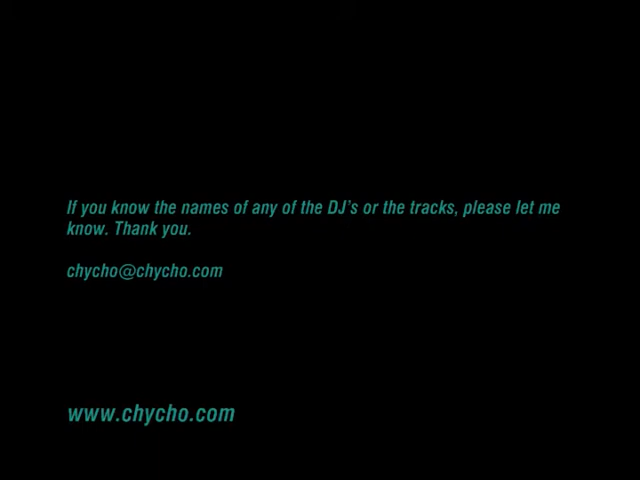 If you know the names of any of the DJ's or the tracks, please let me
know. Thank you.
chycho@chycho.com
www.chycho.com